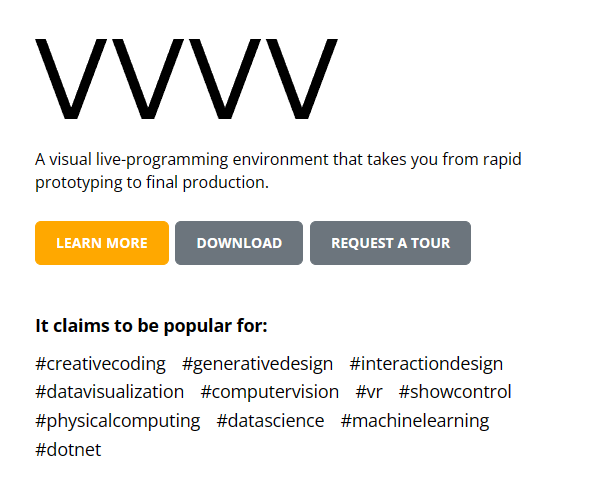 VVVV
A visual live-programming environment that takes you from rapid
prototyping to final production.
LEARN MORE DOWNLOAD REQUEST A TOUR
It claims to be popular for:
#creativecoding #generativedesign #interactiondesign
#datavisualization #computervision #vr #showcontrol
#physicalcomputing #datascience #machinelearning
#dotnet